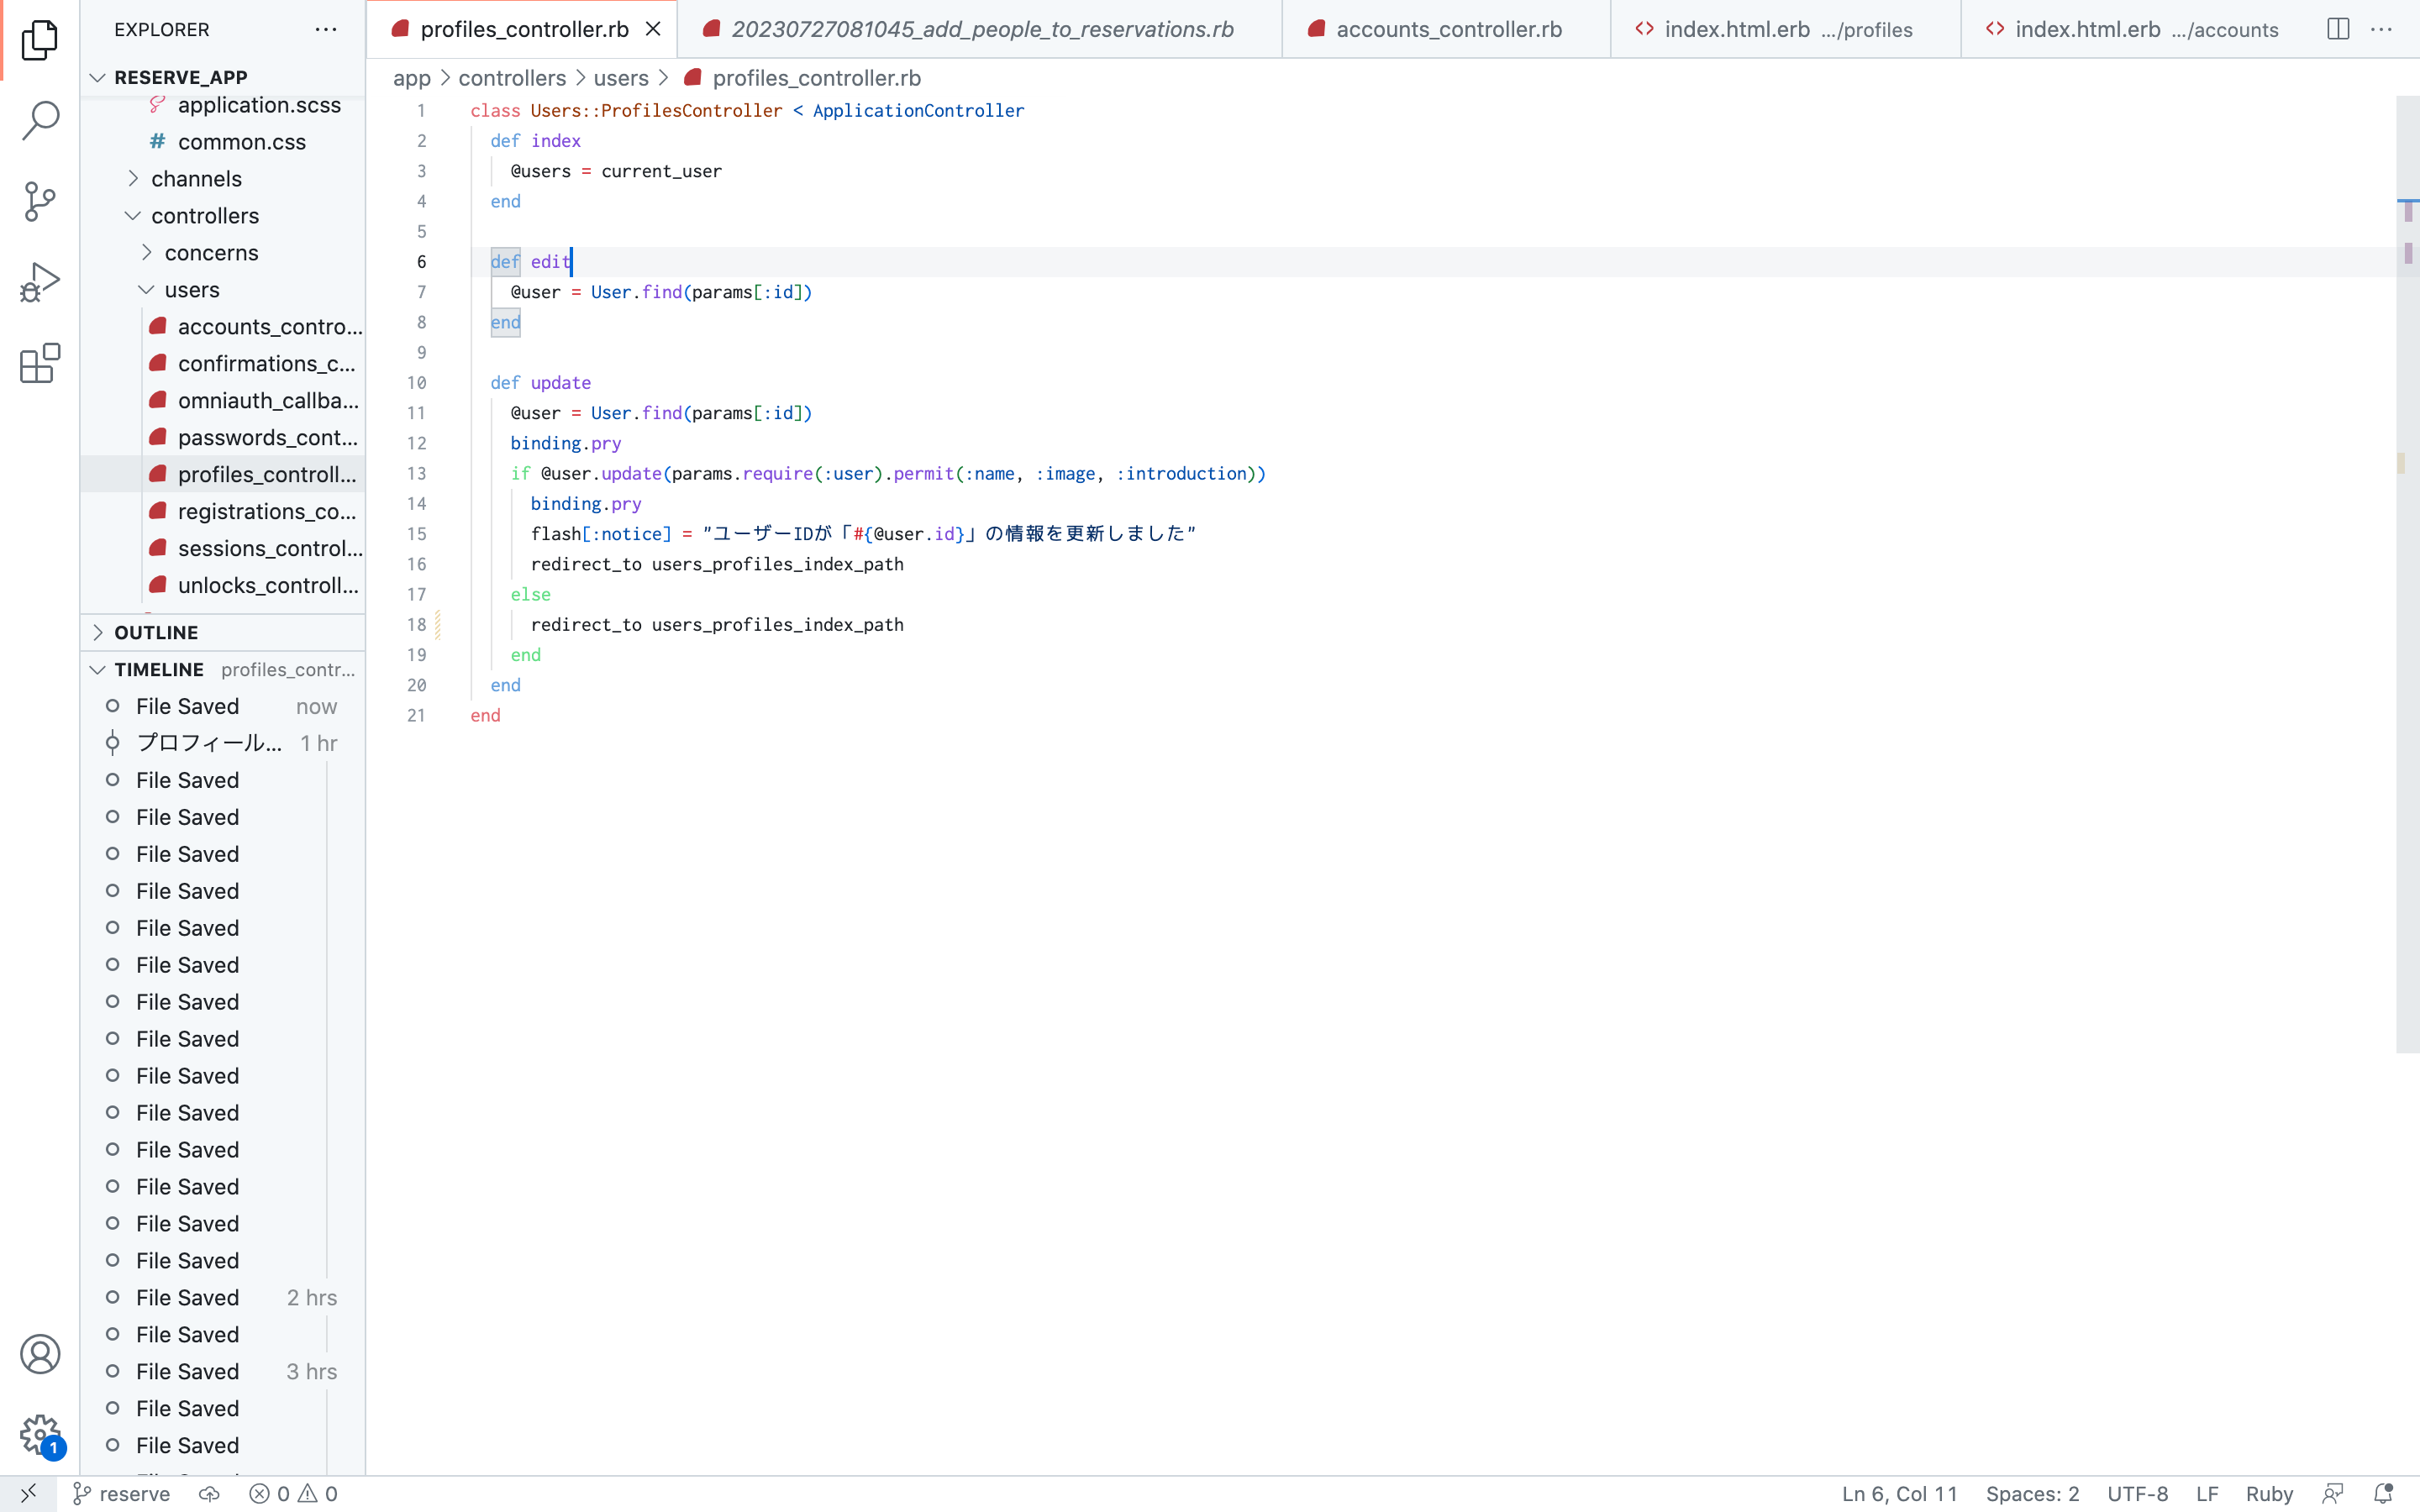 EXPLORER
profiles_controller.rb
20230727081045_add_people_to_reservations.rb
accounts_controller.rb
index.html.erb .../profiles
index.html.erb .../accounts
RESERVE_APP
application.scss
common.css
channels
controllers
concerns
users
accounts_contro...
confirmations_c...
omniauth_callba...
passwords_cont...
profiles_controll...
registrations_co...
sessions_control...
unlocks_controll...
OUTLINE
TIMELINE profiles_contr...
File Saved now
プロフィール... 1 hr
File Saved
File Saved
File Saved
File Saved
File Saved
File Saved
File Saved
File Saved
File Saved
File Saved
File Saved
File Saved
File Saved
File Saved
File Saved 2 hrs
File Saved
File Saved 3 hrs
File Saved
File Saved
1
app > controllers > users > profiles_controller.rb
1 class Users::ProfilesController < ApplicationController
2 def index
3 @users = current_user
4 end
5
6 def edit
7 @user = User.find(params[:id])
8 end
9
10 def update
11 @user = User.find(params[:id])
12 binding.pry
13 if @user.update(params.require(:user).permit(:name, :image, :introduction))
14 binding.pry
15 flash[:notice] = "ユーザーIDが「#{@user.id}」の情報を更新しました"
16 redirect_to users_profiles_index_path
17 else
18 redirect_to users_profiles_index_path
19 end
20 end
21 end
reserve
0
0
Ln 6, Col 11
Spaces: 2
UTF-8
LF
Ruby